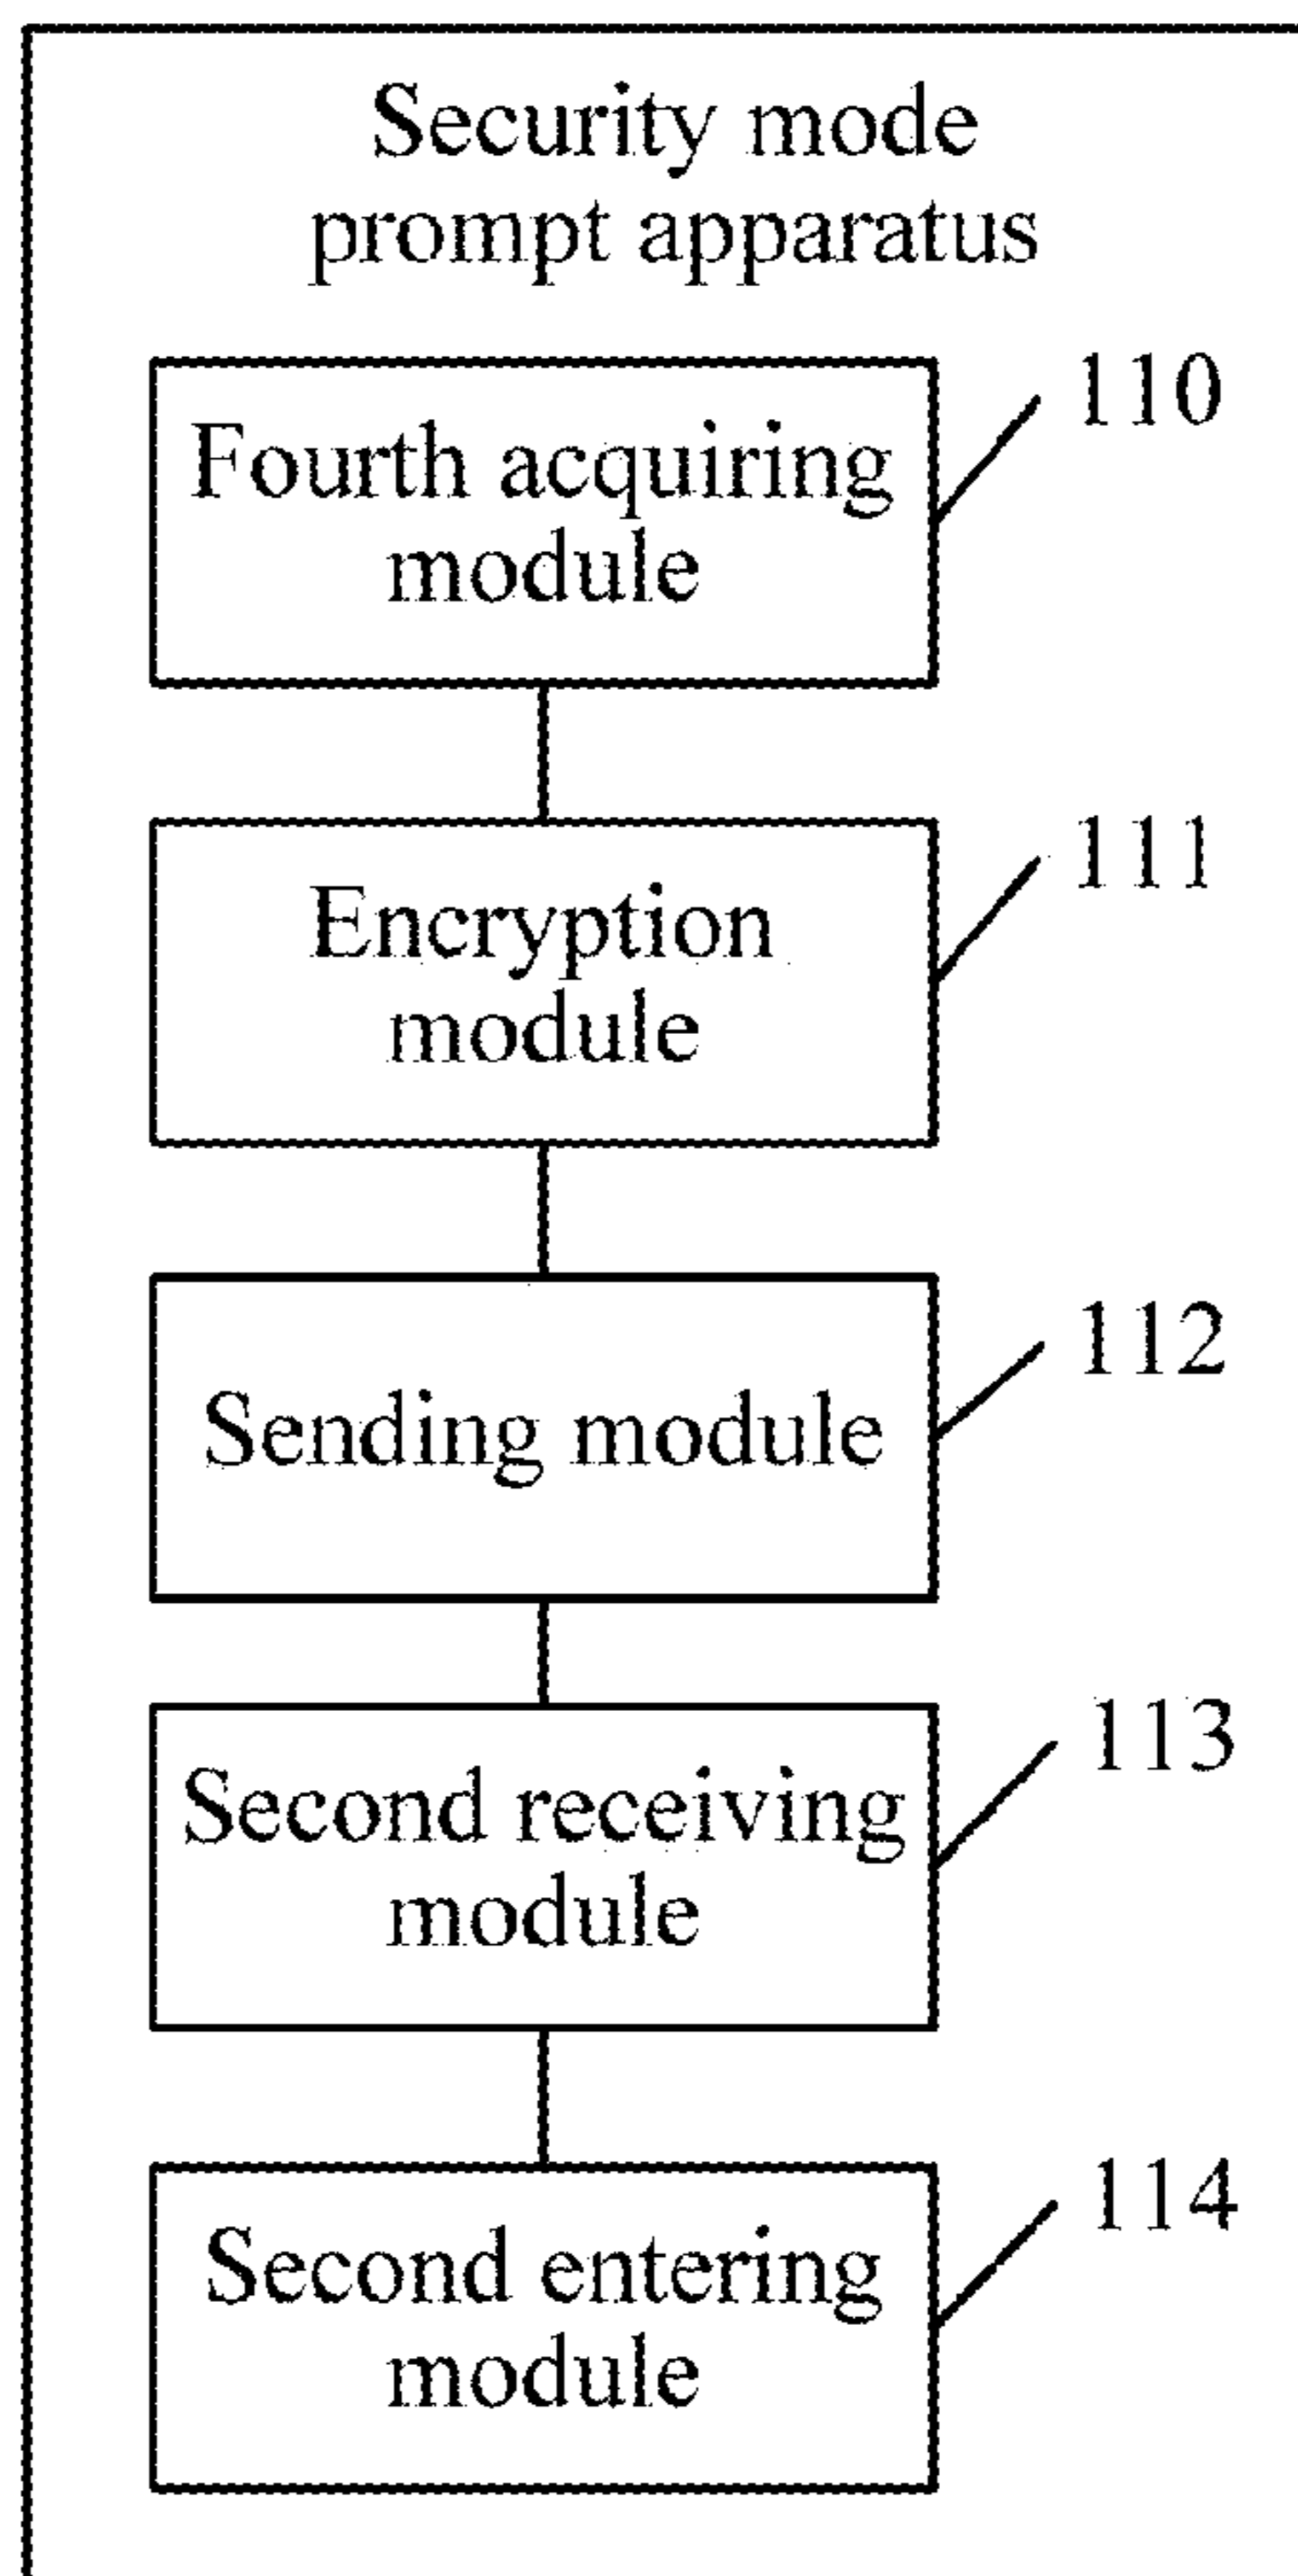 Security mode
prompt apparatus
110
Fourth acquiring
module
111
Encryption
module
112
Sending module
113
Second receiving
module
114
Second entering
module